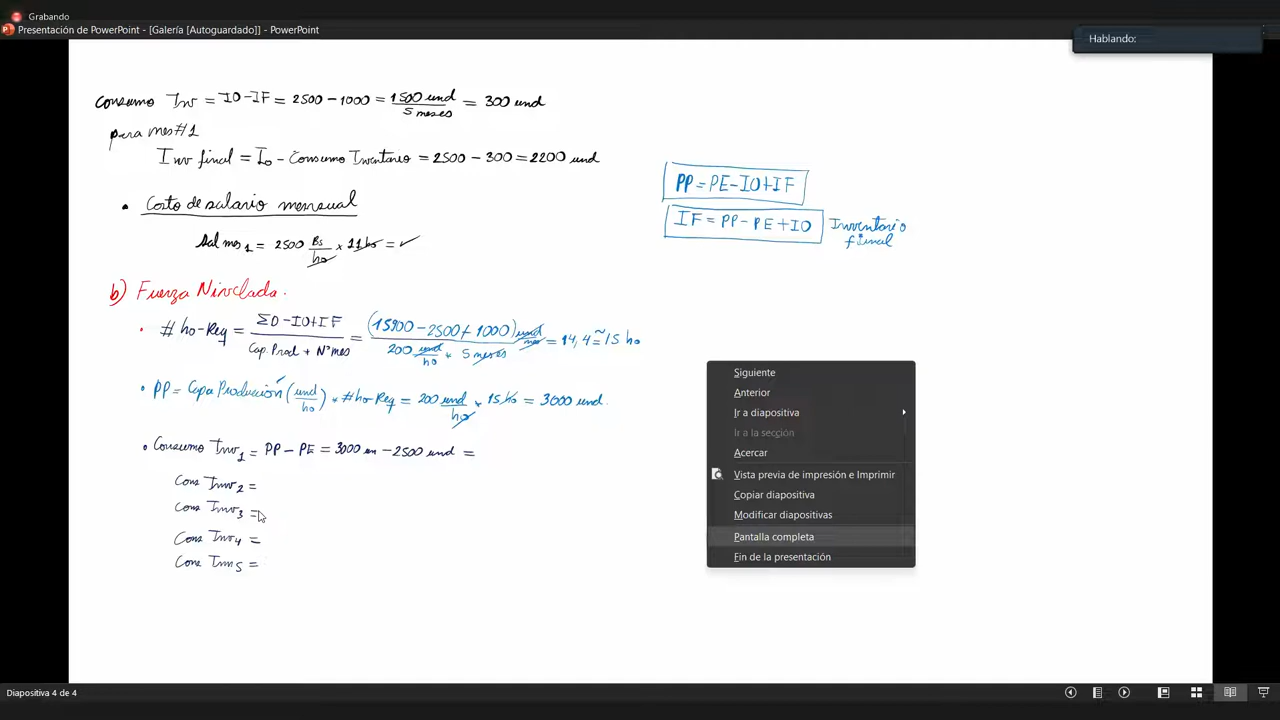 Grabando
Presentación de PowerPoint - [Galería [Autoguardado]] - PowerPoint
Hablando:
Consumo Inv = IO-IF = 2500 - 1000 = 1500 und / 5 meses = 300 und
para mes #1
Inv final = Io - Consumo Inventario = 2500 - 300 = 2200 und
PP = PE-IO+IF
• Costo de salario mensual
IF = PP - PE + IO Inventario final
Sal mes 1 = 2500 Bs/ho x 11 ho = ✓
b) Fuerza Nivelada.
• # ho-Req = ΣD - IO + IF / Cap. Prod * N° mes = (15900 - 2500 + 1000) und/mes / 200 und/ho * 5 meses = 14,4 ≈ 15 ho
• PP = Capa Producción (und/ho) * #ho-Req = 200 und/ho * 15 ho = 3000 und.
• Consumo Inv1 = PP - PE = 3000 un - 2500 und =
Cons Inv2 =
Cons Inv3 =
Cons Inv4 =
Cons Inv5 =
Siguiente
Anterior
Ir a diapositiva
Ir a la sección
Acercar
Vista previa de impresión e Imprimir
Copiar diapositiva
Modificar diapositivas
Pantalla completa
Fin de la presentación
Diapositiva 4 de 4